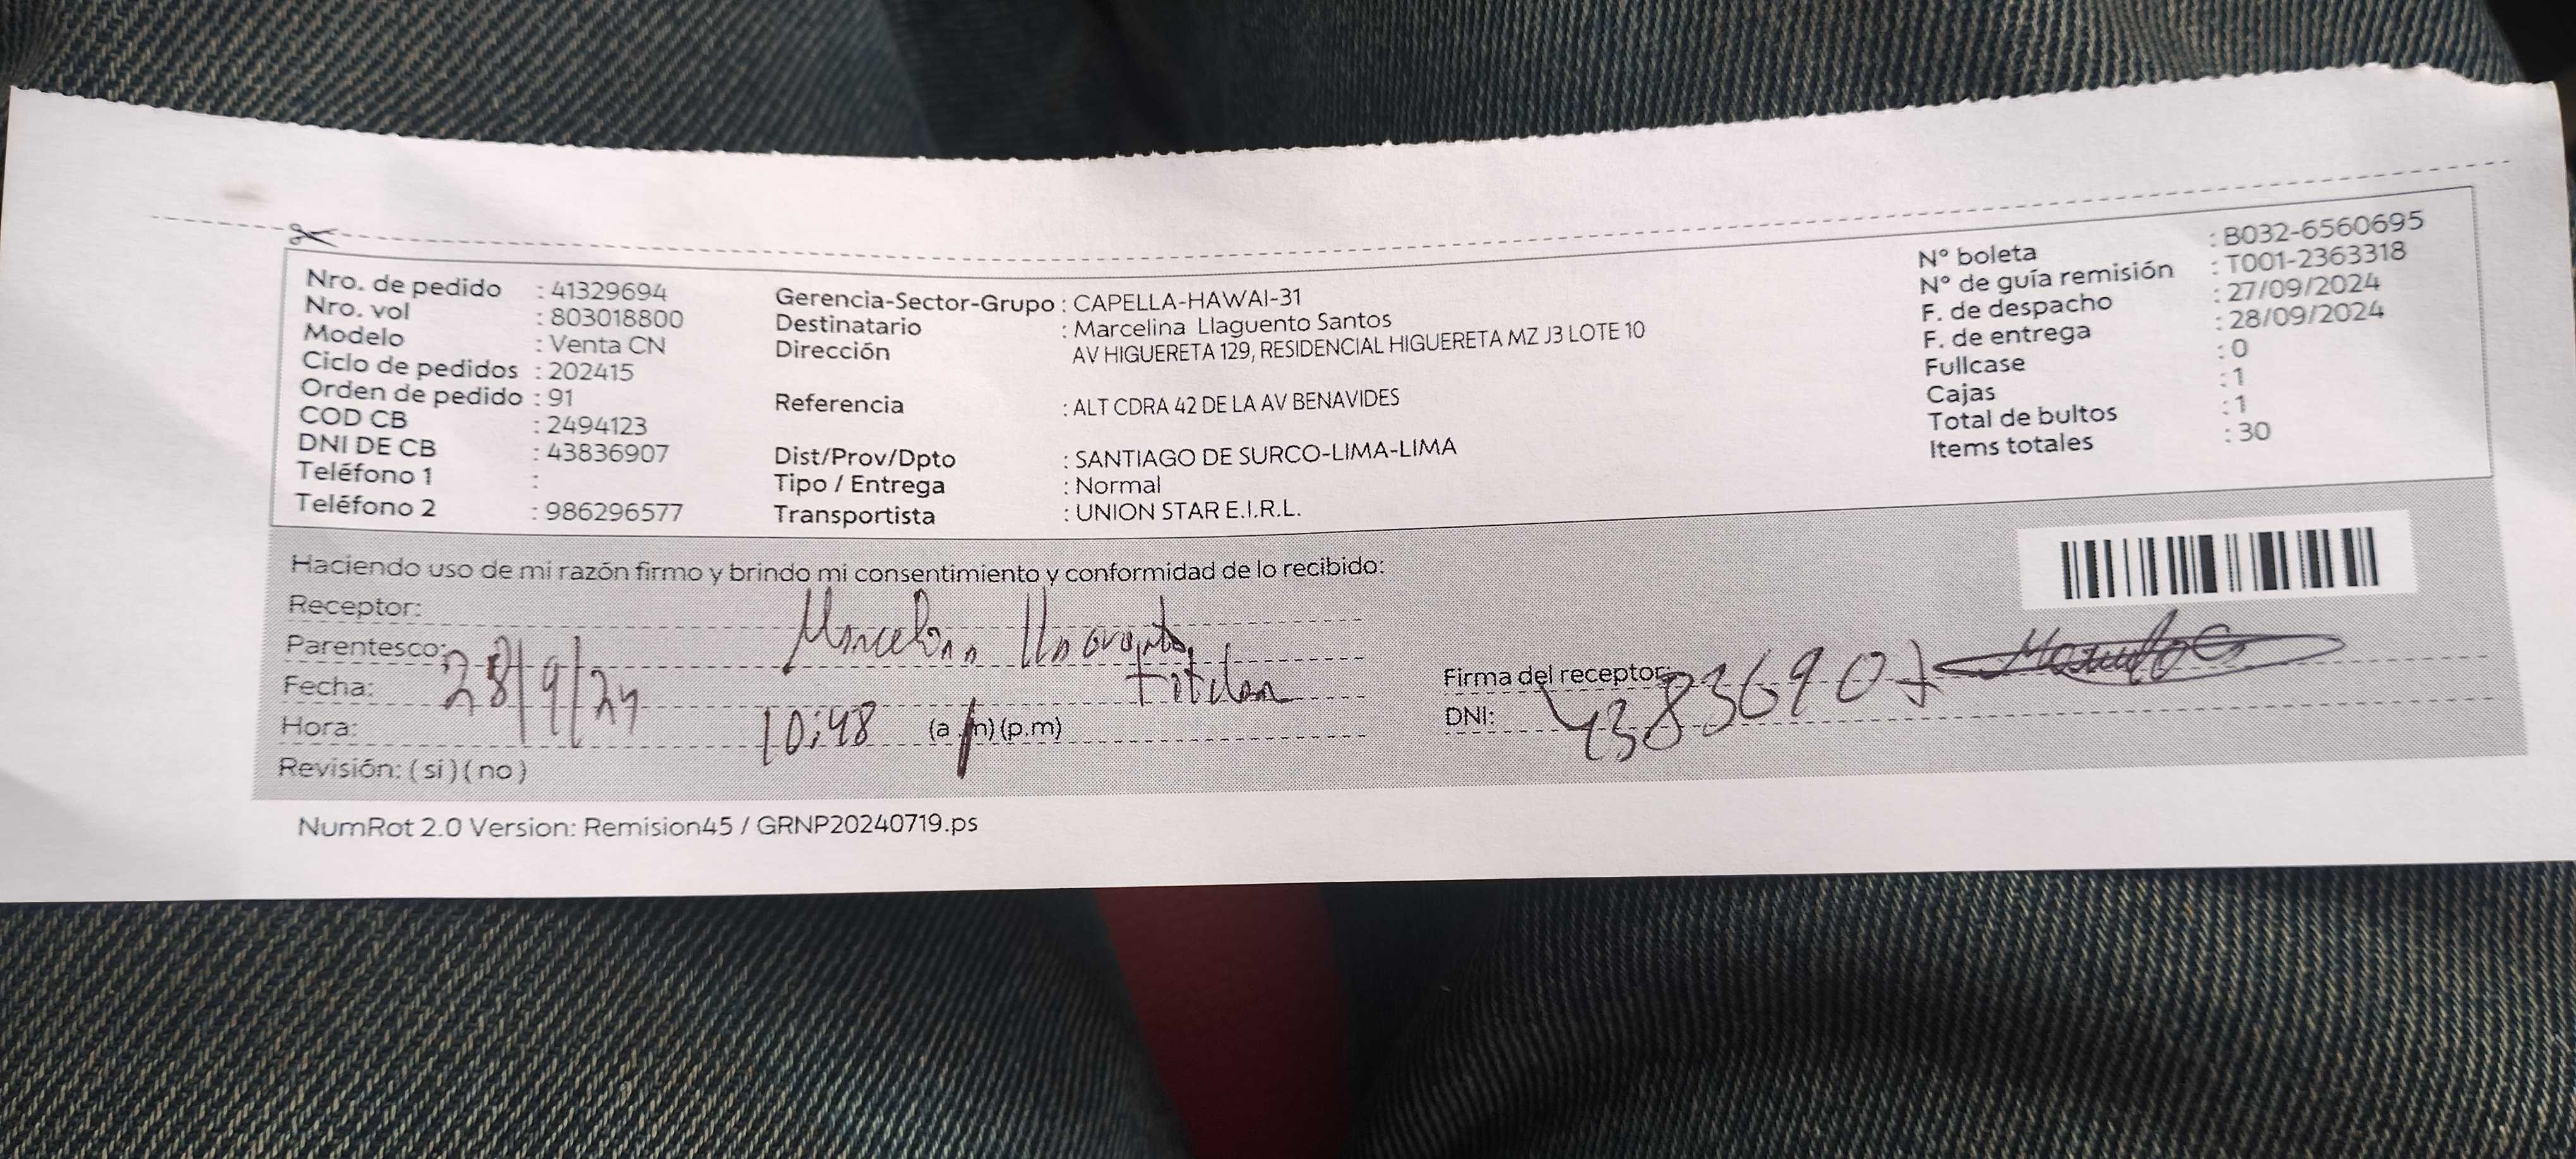 Nro. de pedido : 41329694
Nro. vol : 803018800
Modelo : Venta CN
Ciclo de pedidos : 202415
Orden de pedido : 91
COD CB : 2494123
DNI DE CB : 43836907
Teléfono 1 :
Teléfono 2 : 986296577
Gerencia-Sector-Grupo : CAPELLA-HAWAI-31
Destinatario : Marcelina Llaguento Santos
Dirección AV HIGUERETA 129, RESIDENCIAL HIGUERETA MZ J3 LOTE 10
Referencia : ALT CDRA 42 DE LA AV BENAVIDES
Dist/Prov/Dpto : SANTIAGO DE SURCO-LIMA-LIMA
Tipo / Entrega : Normal
Transportista : UNION STAR E.I.R.L.
N° boleta : B032-6560695
N° de guía remisión : T001-2363318
F. de despacho : 27/09/2024
F. de entrega : 28/09/2024
Fullcase : 0
Cajas : 1
Total de bultos : 1
Items totales : 30
Haciendo uso de mi razón firmo y brindo mi consentimiento y conformidad de lo recibido:
Receptor: Marcelina
Parentesco:
Fecha: 28/9/24
Hora: 10:48 (a.m) (p.m)
Revisión: (si) (no)
Firma del receptor:
DNI: 43836907
NumRot 2.0 Version: Remision45 / GRNP20240719.ps